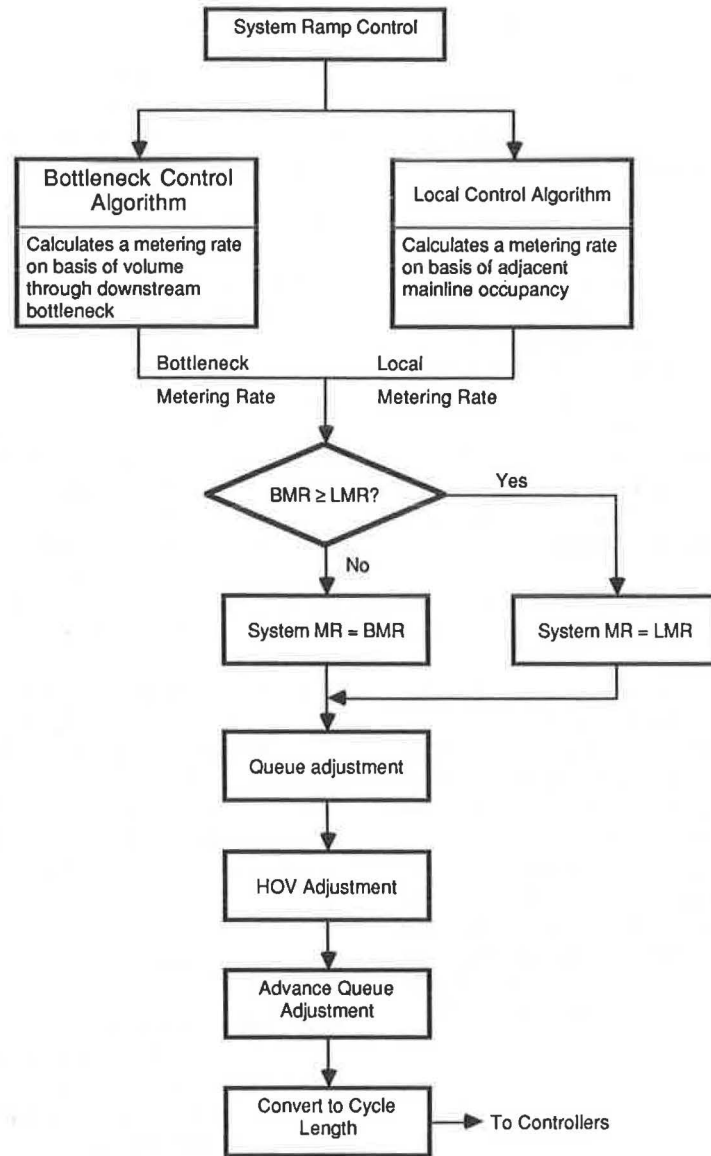 System Ramp Control
Bottleneck Control
Algorithm
Calculates a metering rate
on basis of volume
through downstream
bottleneck
Local Control Algorithm
Calculates a metering rate
on basis of adjacent
mainline occupancy
Bottleneck
Metering Rate
Local
Metering Rate
BMR ≥ LMR?
Yes
No
System MR = BMR
System MR = LMR
Queue adjustment
HOV Adjustment
Advance Queue
Adjustment
Convert to Cycle
Length
To Controllers